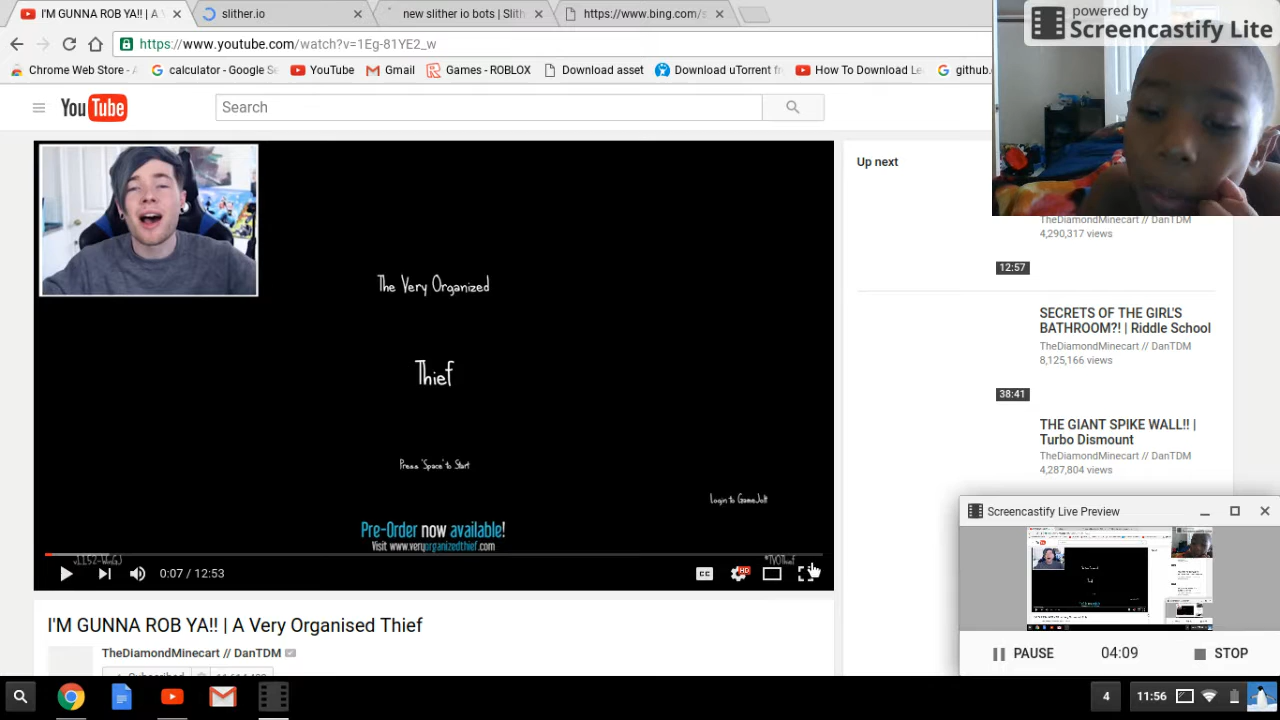 I'M GUNNA ROB YA!! | A V
slither.io
new slither io bots | Slith
https://www.bing.com/s
https://www.youtube.com/watch?v=1Eg-81YE2_w
Chrome Web Store - A
calculator - Google Se
YouTube
Gmail
Games - ROBLOX
Download asset
Download uTorrent fr
How To Download Le
github.c
powered by
Screencastify Lite
YouTube
Search
Up next
TheDiamondMinecart // DanTDM
4,290,317 views
12:57
SECRETS OF THE GIRL'S
BATHROOM?! | Riddle School
TheDiamondMinecart // DanTDM
8,125,166 views
38:41
THE GIANT SPIKE WALL!! |
Turbo Dismount
TheDiamondMinecart // DanTDM
4,287,804 views
The Very Organized
Thief
Press 'Space' to Start
Login to GameJolt
Pre-Order now available!
Visit www.veryorganizedthief.com
0:07 / 12:53
CC
HD
I'M GUNNA ROB YA!! | A Very Organised Thief
TheDiamondMinecart // DanTDM
Subscribed
Screencastify Live Preview
PAUSE
04:09
STOP
4
11:56